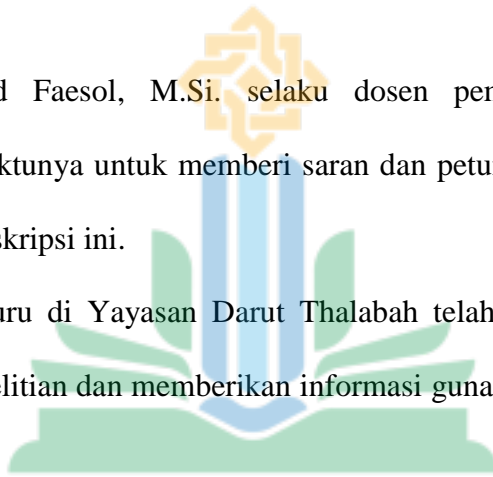 d Faesol, M.Si. selaku dosen pem
ktunya untuk memberi saran dan petu
skripsi ini.
uru di Yayasan Darut Thalabah telah
elitian dan memberikan informasi guna